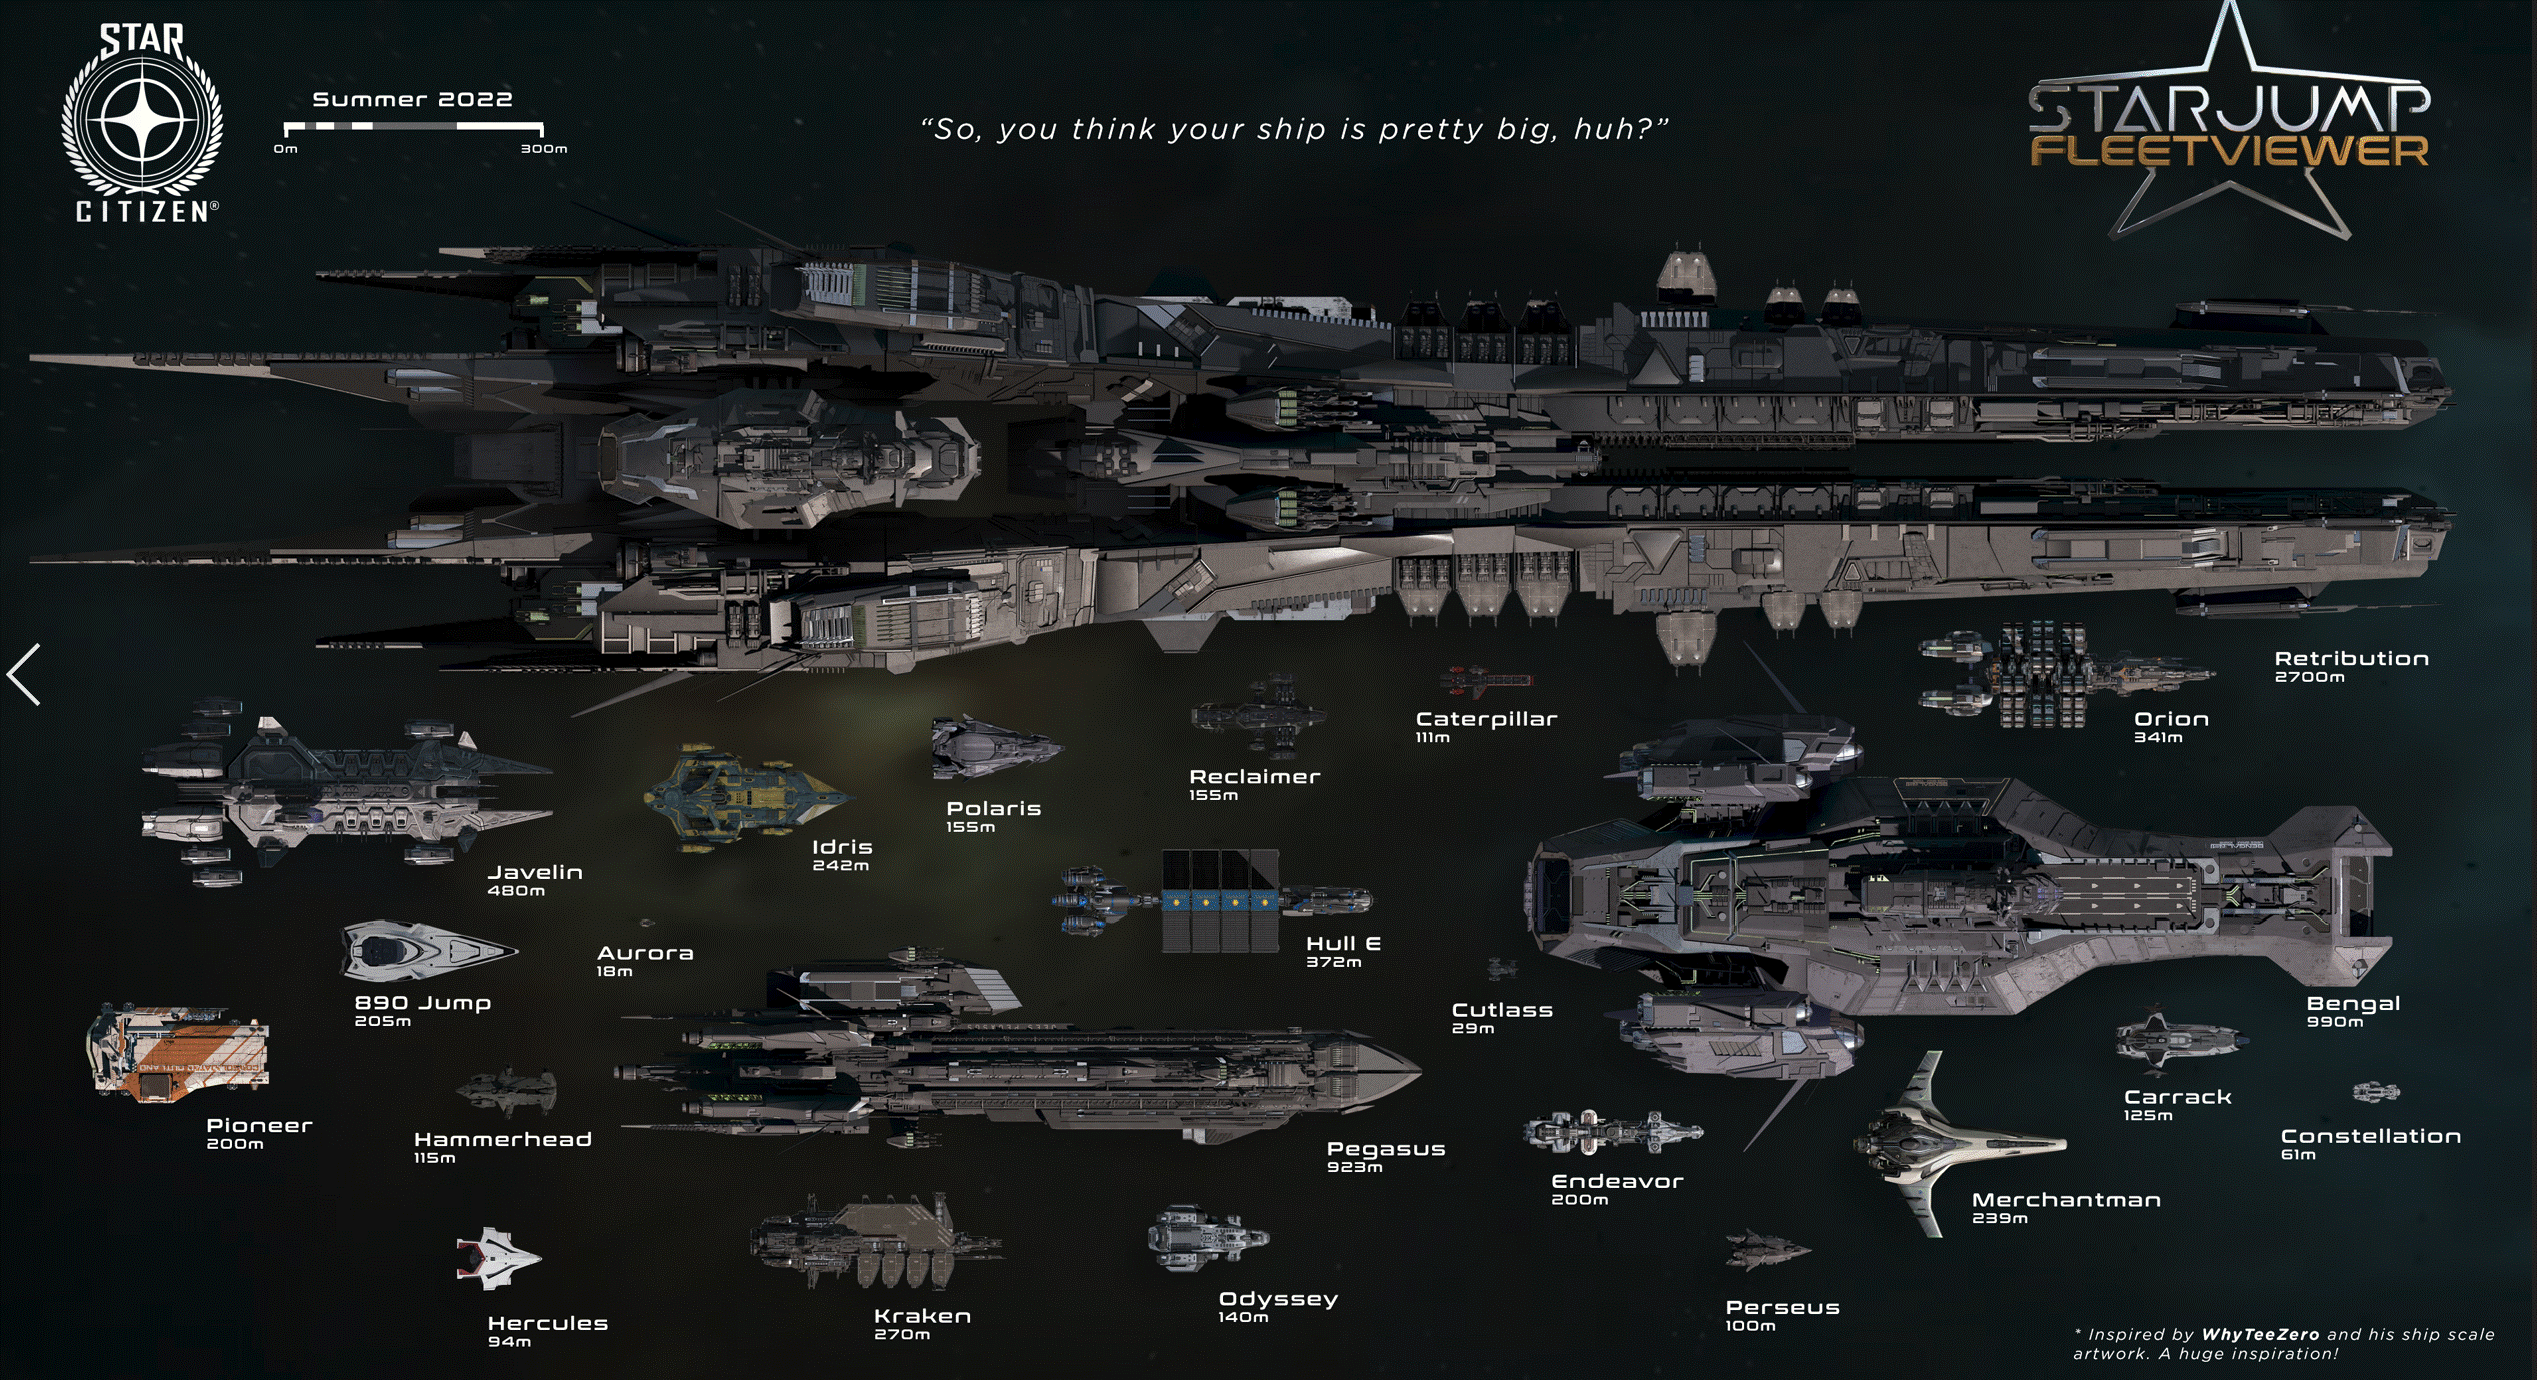 STAR
CITIZEN®
Summer 2022
0m 300m
“So, you think your ship is pretty big, huh?”
STARJUMP
FLEETVIEWER
Retribution
2700m
Orion
341m
Caterpillar
111m
Reclaimer
155m
Polaris
155m
Idris
242m
Javelin
480m
Hull E
372m
Aurora
18m
890 Jump
205m
Cutlass
29m
Bengal
990m
Carrack
125m
Pioneer
200m
Hammerhead
115m
Pegasus
923m
Constellation
61m
Endeavor
200m
Merchantman
239m
Hercules
94m
Kraken
270m
Odyssey
140m
Perseus
100m
* Inspired by WhyTeeZero and his ship scale
artwork. A huge inspiration!